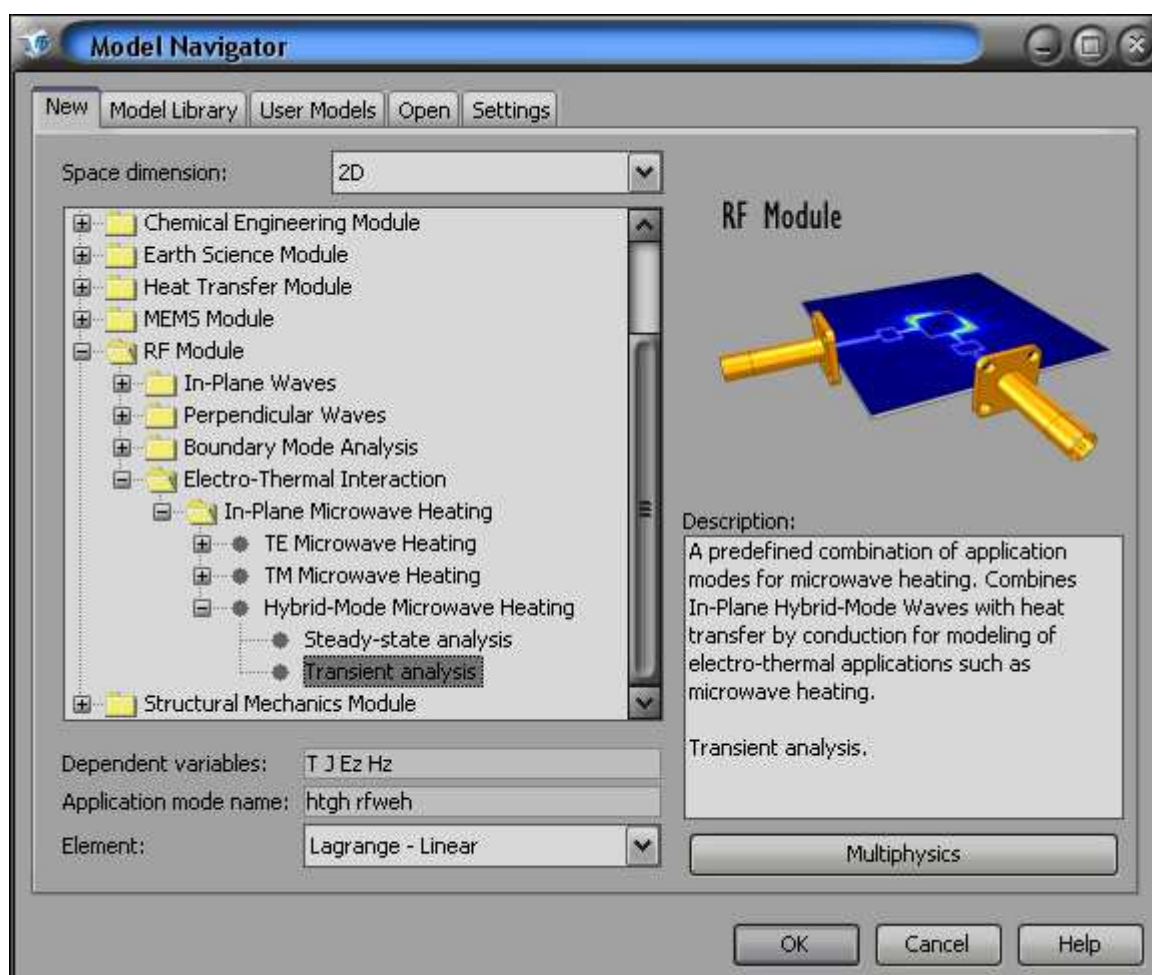 Model Navigator
New Model Library User Models Open Settings
Space dimension: 2D
Chemical Engineering Module
Earth Science Module
Heat Transfer Module
MEMS Module
RF Module
In-Plane Waves
Perpendicular Waves
Boundary Mode Analysis
Electro-Thermal Interaction
In-Plane Microwave Heating
TE Microwave Heating
TM Microwave Heating
Hybrid-Mode Microwave Heating
Steady-state analysis
Transient analysis
Structural Mechanics Module
Dependent variables: T J Ez Hz
Application mode name: htgh rfweh
Element: Lagrange - Linear
RF Module
Description:
A predefined combination of application
modes for microwave heating. Combines
In-Plane Hybrid-Mode Waves with heat
transfer by conduction for modeling of
electro-thermal applications such as
microwave heating.
Transient analysis.
Multiphysics
OK Cancel Help